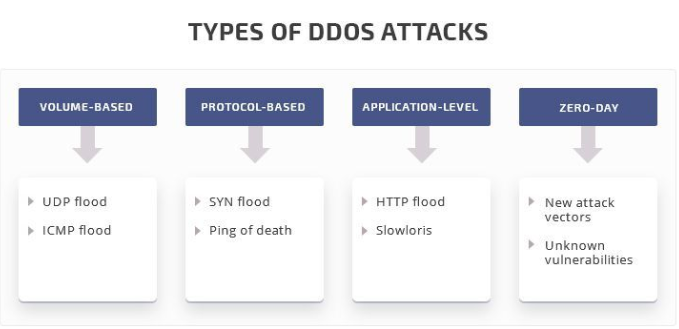 TYPES OF DDOS ATTACKS
VOLUME-BASED
UDP flood
ICMP flood
PROTOCOL-BASED
SYN flood
Ping of death
APPLICATION-LEVEL
HTTP flood
Slowloris
ZERO-DAY
New attack
vectors
Unknown
vulnerabilities